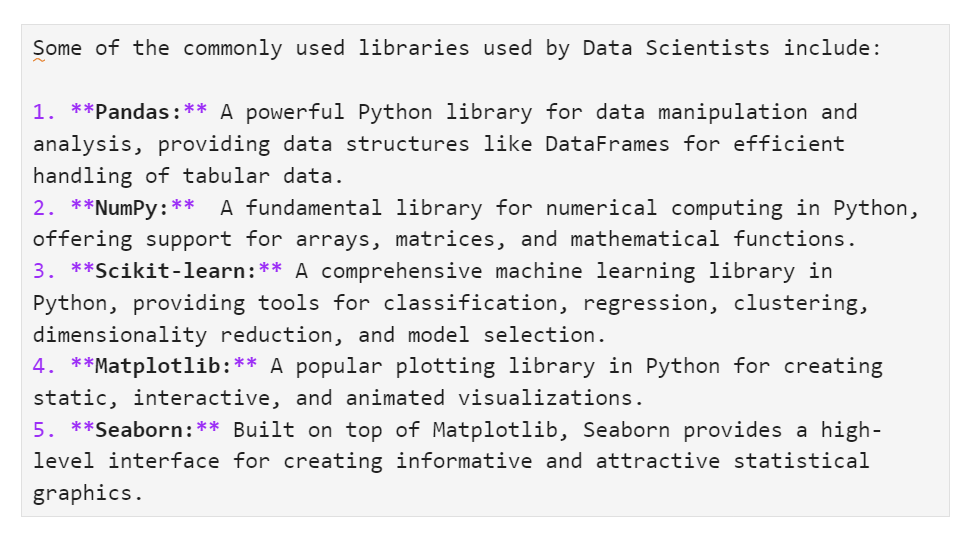 Some of the commonly used libraries used by Data Scientists include:
1. **Pandas:** A powerful Python library for data manipulation and
analysis, providing data structures like DataFrames for efficient
handling of tabular data.
2. **NumPy:**  A fundamental library for numerical computing in Python,
offering support for arrays, matrices, and mathematical functions.
3. **Scikit-learn:** A comprehensive machine learning library in
Python, providing tools for classification, regression, clustering,
dimensionality reduction, and model selection.
4. **Matplotlib:** A popular plotting library in Python for creating
static, interactive, and animated visualizations.
5. **Seaborn:** Built on top of Matplotlib, Seaborn provides a high-
level interface for creating informative and attractive statistical
graphics.